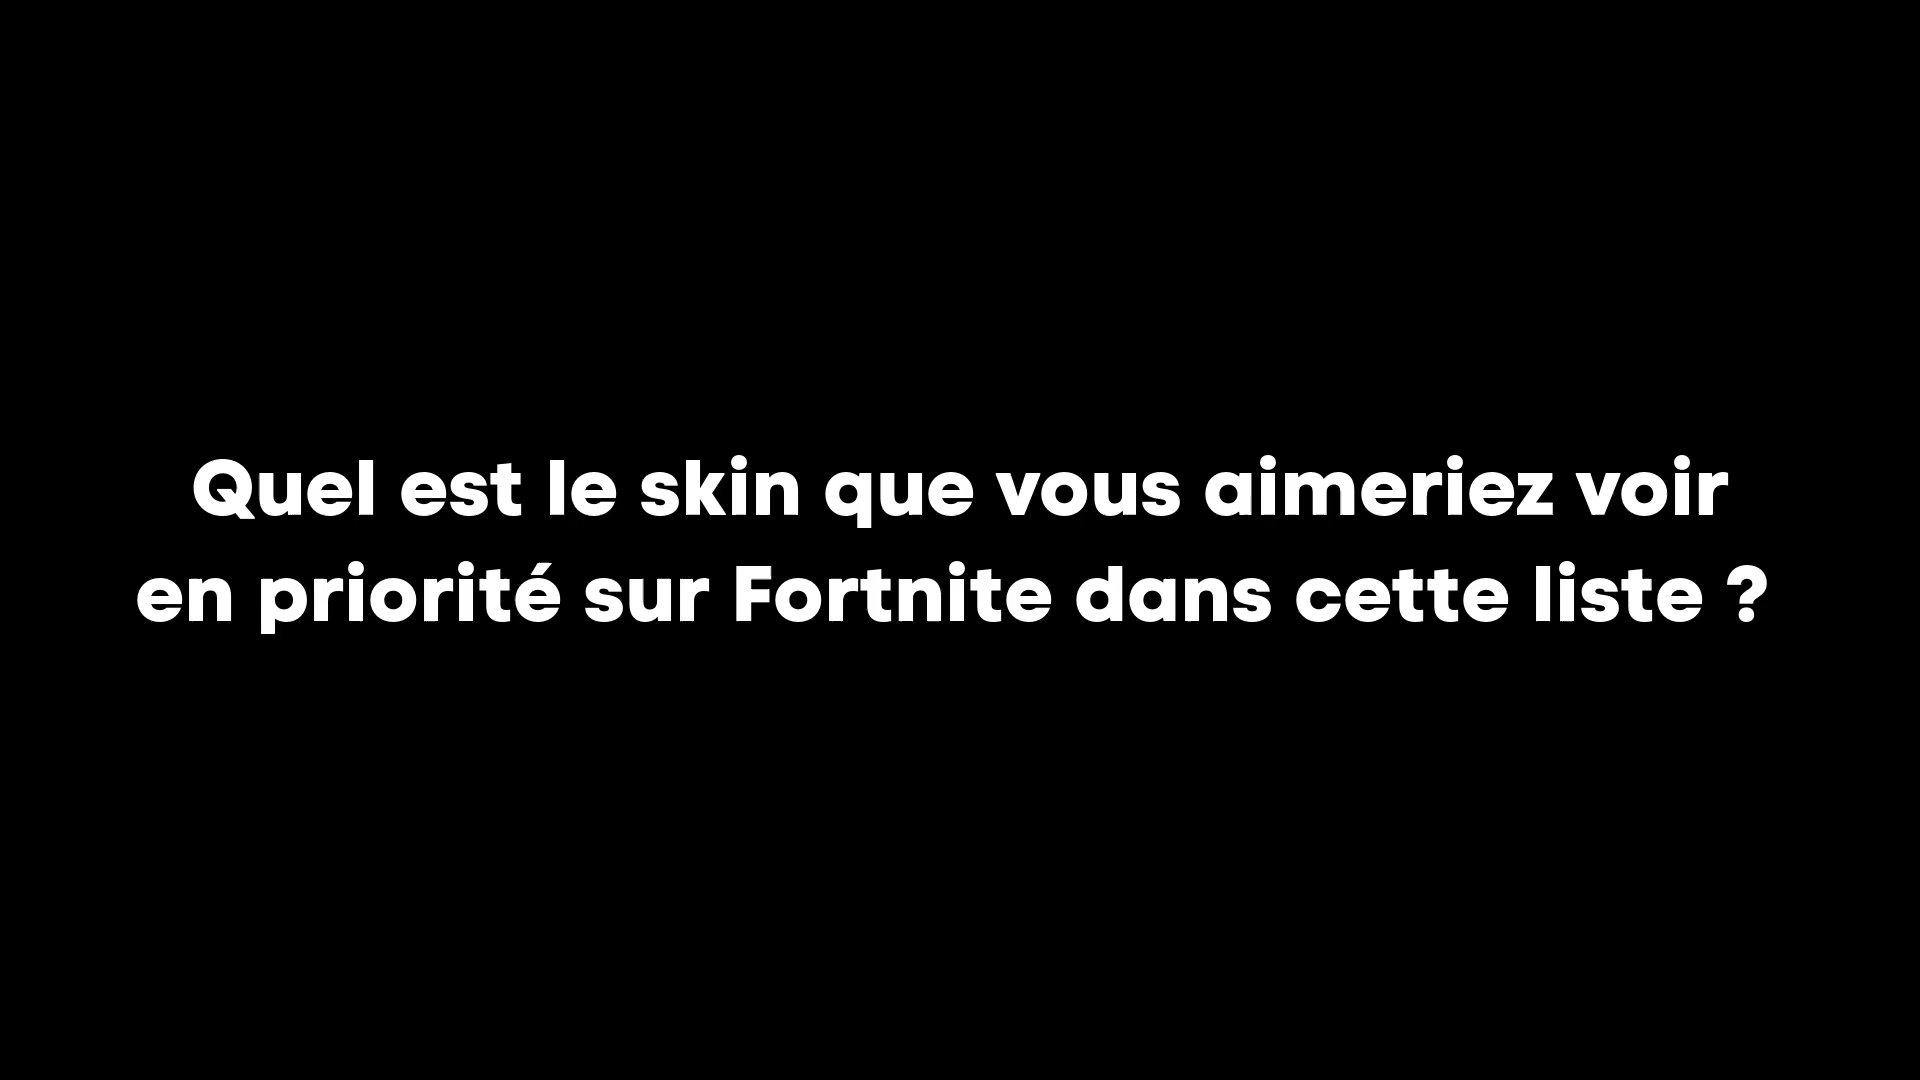 Quel est le skin que vous aimeriez voir
en priorité sur Fortnite dans cette liste ?